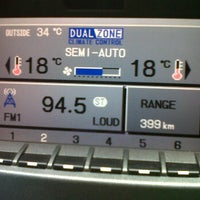 OUTSIDE 34 °C DUAL ZONE
CLIMATE CONTROL
SEMI-AUTO
18 °C 18 °C
94.5 ST RANGE
FM1 LOUD 399 km
1 2 3 4 5 6